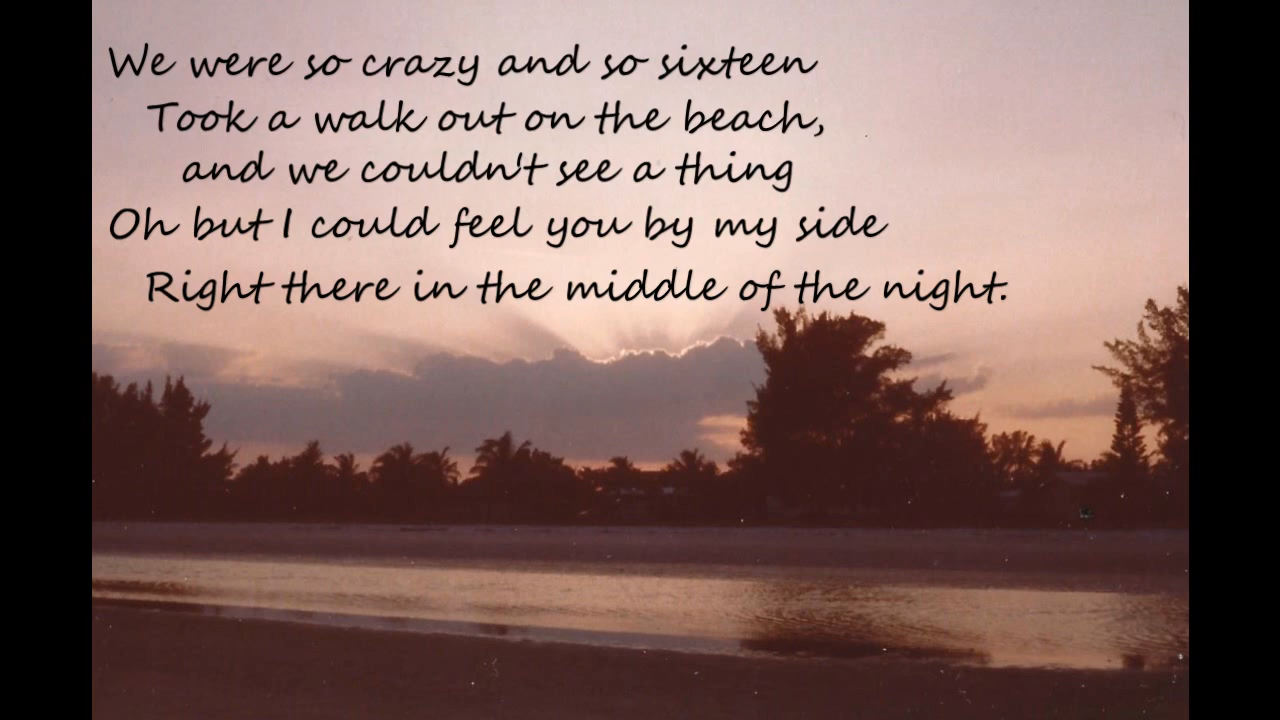 We were so crazy and so sixteen
Took a walk out on the beach,
and we couldn't see a thing
Oh but I could feel you by my side
Right there in the middle of the night.